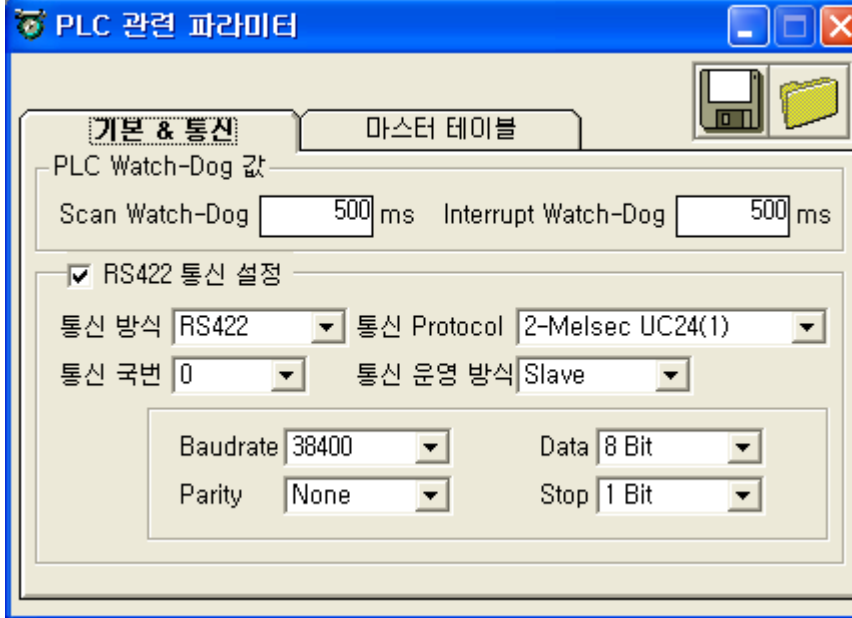 PLC 관련 파라미터
기본 & 통신 마스터 테이블
PLC Watch-Dog 값
Scan Watch-Dog 500 ms Interrupt Watch-Dog 500 ms
RS422 통신 설정
통신 방식 RS422 통신 Protocol 2-Melsec UC24(1)
통신 국번 0 통신 운영 방식 Slave
Baudrate 38400 Data 8 Bit
Parity None Stop 1 Bit